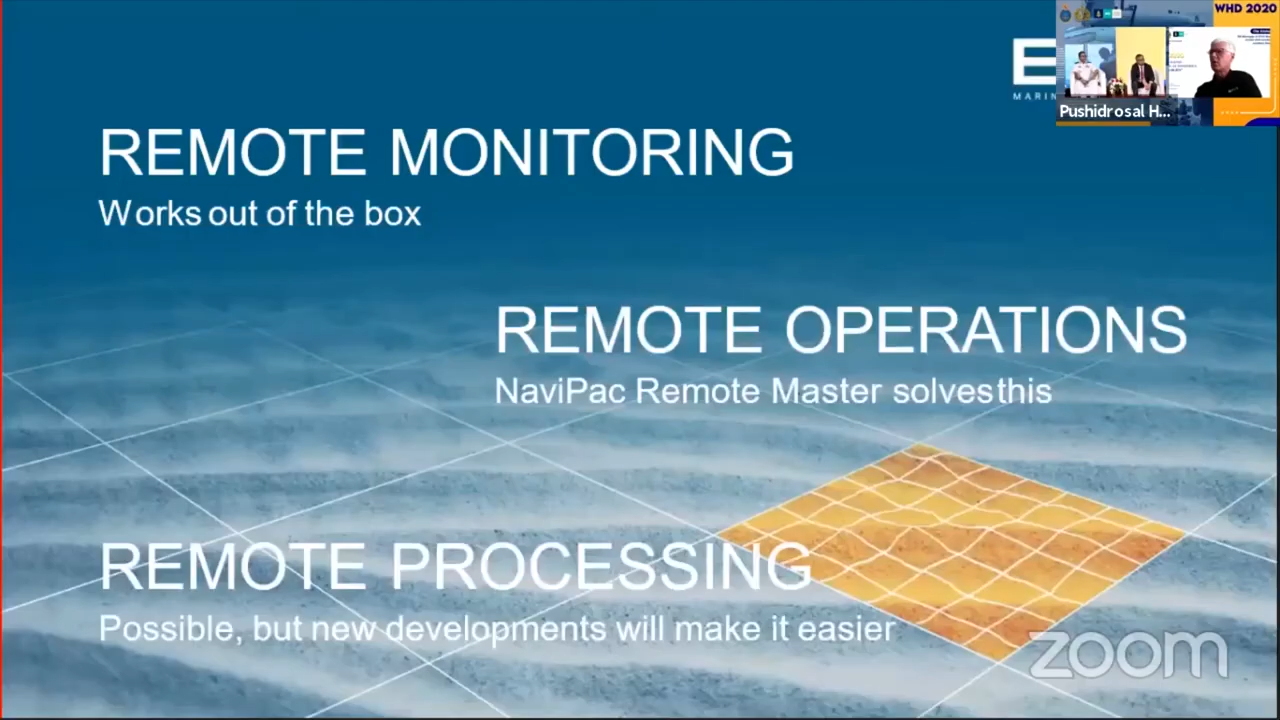 WHD 2020
E
MARIN
Pushidrosal H...
REMOTE MONITORING
Works out of the box
REMOTE OPERATIONS
NaviPac Remote Master solves this
REMOTE PROCESSING
Possible, but new developments will make it easier
zoom